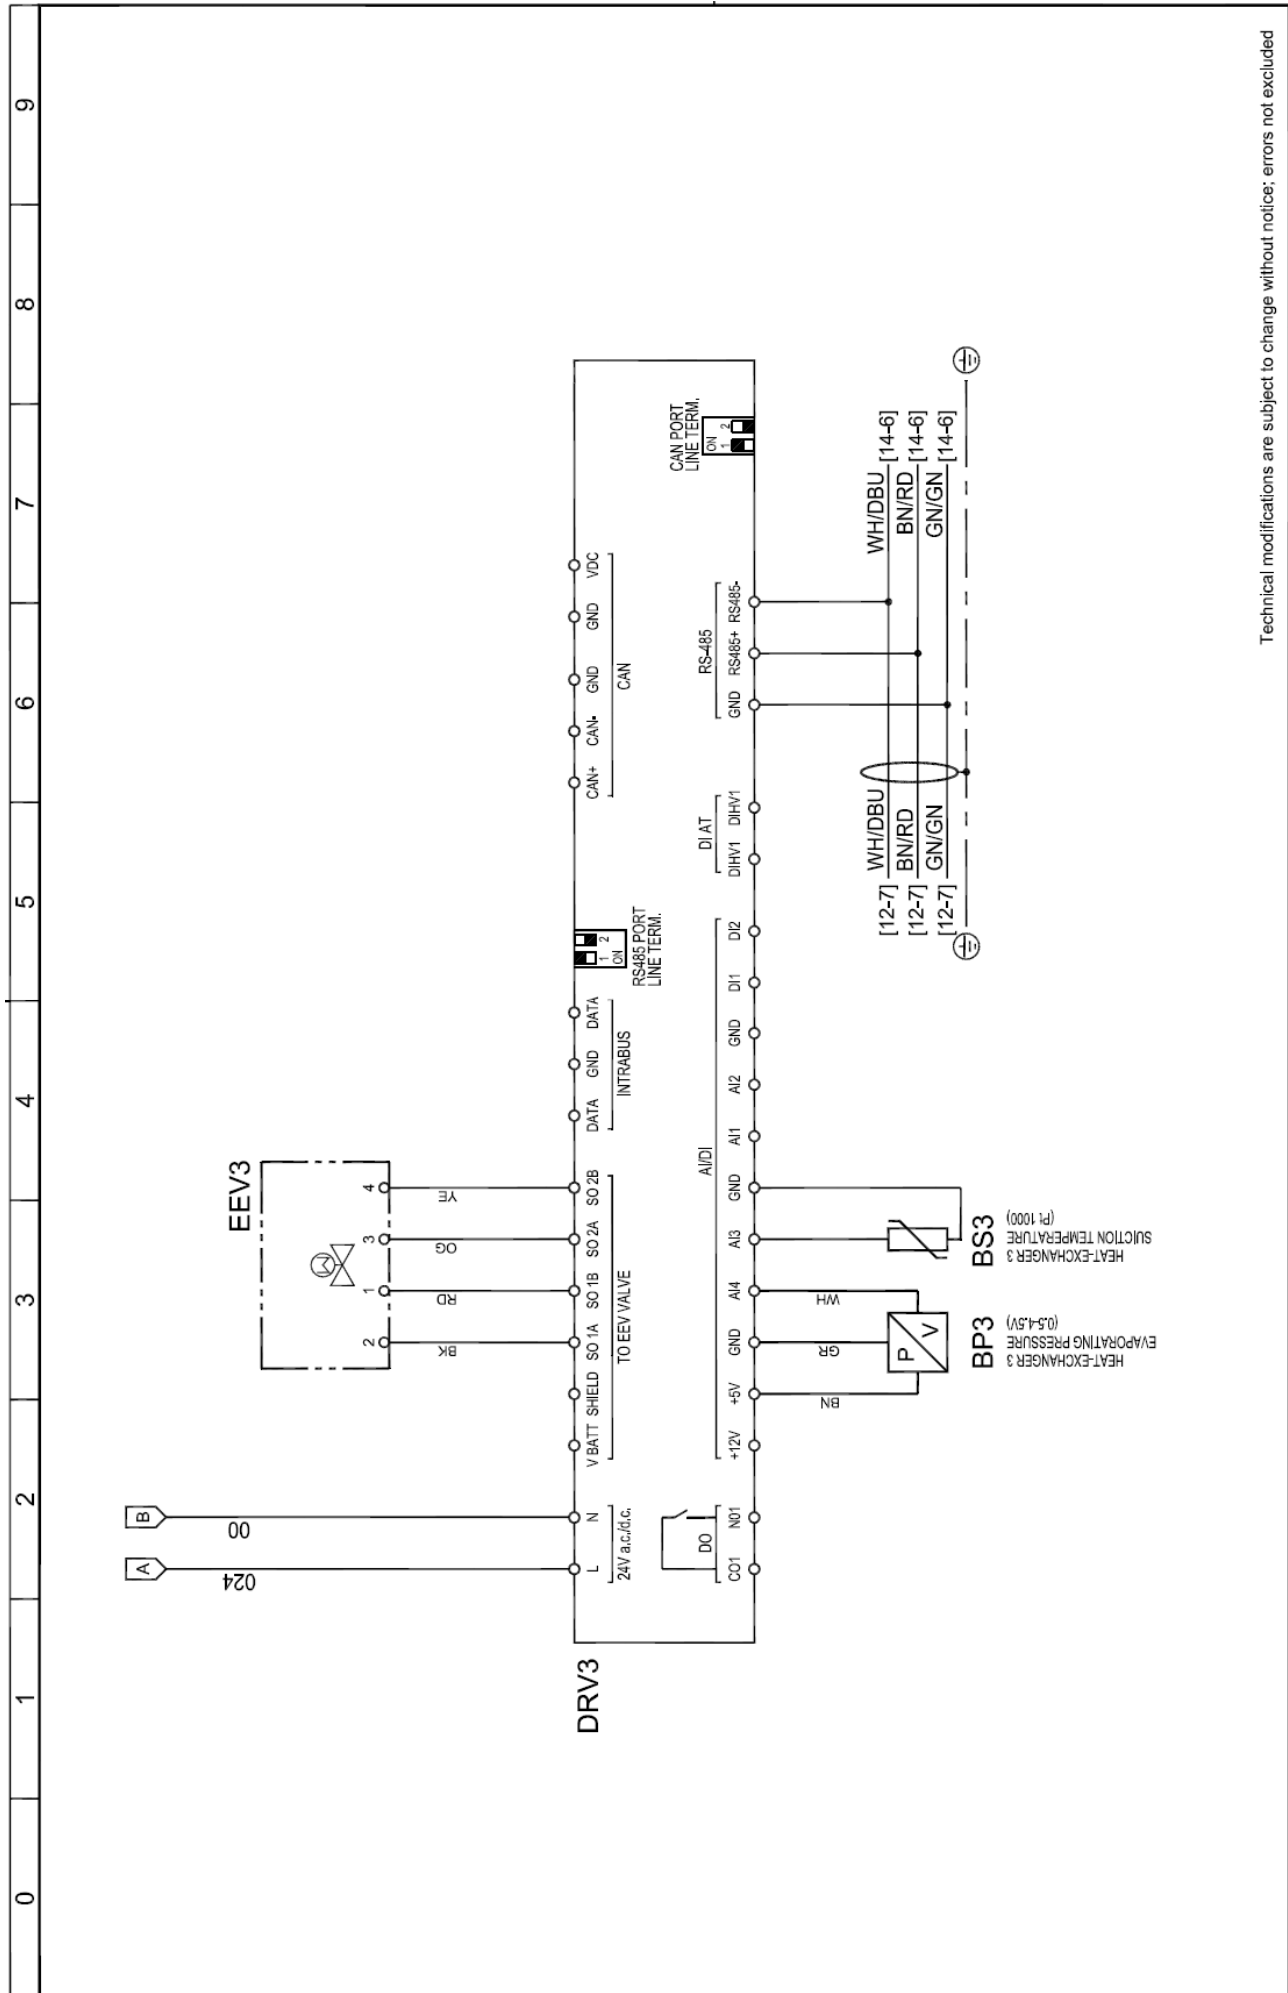 0 1 2 3 4 5 6 7 8 9
A B
024 00
EEV3
M
2 1 3 4
BK RD OG YE
DRV3
L N V BATT SHIELD SO 1A SO 1B SO 2A SO 2B DATA GND DATA CAN+ CAN- GND GND VDC
24V a.c./d.c. TO EEV VALVE INTRABUS CAN
1 2
ON
RS485 PORT
LINE TERM.
CAN PORT
LINE TERM.
ON
1 2
DO AI/DI DI AT RS-485
CO1 N01 +12V +5V GND AI4 AI3 GND AI1 AI2 GND DI1 DI2 DIHV1 DIHV1 GND RS485+ RS485-
BN GR WH
P V
BP3
HEAT-EXCHANGER 3
EVAPORATING PRESSURE
(0.5-4.5V)
BS3
HEAT-EXCHANGER 3
SUICTION TEMPERATURE
(Pt 1000)
[12-7] WH/DBU WH/DBU [14-6]
[12-7] BN/RD BN/RD [14-6]
[12-7] GN/GN GN/GN [14-6]
Technical modifications are subject to change without notice; errors not excluded